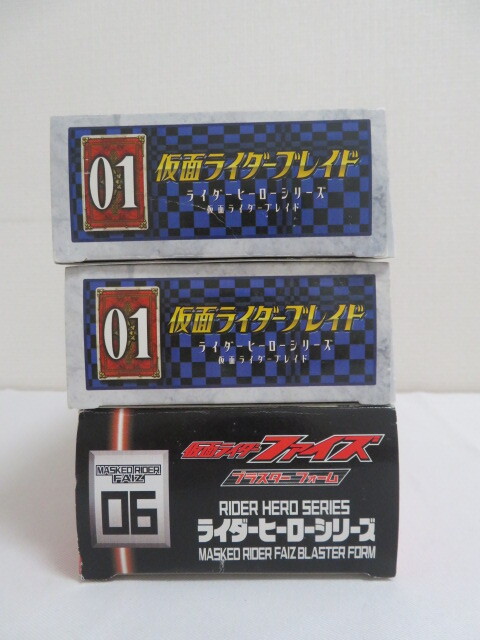 01
仮面ライダーブレイド
ライダーヒーローシリーズ
仮面ライダーブレイド
01
仮面ライダーブレイド
ライダーヒーローシリーズ
仮面ライダーブレイド
MASKED RIDER
FAIZ
06
仮面ライダーファイズ
ブラスターフォーム
RIDER HERO SERIES
ライダーヒーローシリーズ
MASKED RIDER FAIZ BLASTER FORM